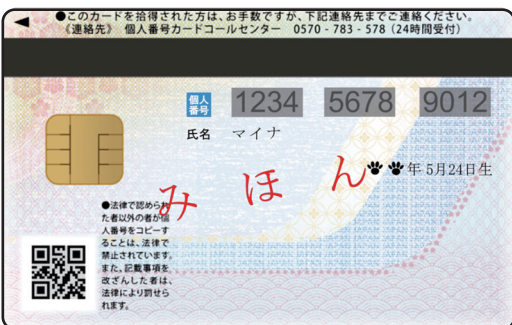 ●このカードを拾得された方は、お手数ですが、下記連絡先までご連絡ください。
《連絡先》 個人番号カードコールセンター 0570-783-578(24時間受付)
個人番号 1234 5678 9012
氏名 マイナ
年 5月24日生
みほん
●法律で認められ
た者以外の者が個
人番号をコピーす
ることは、法律で
禁止されています。
また、記載事項を
改ざんした者は、
法律により罰せら
れます。